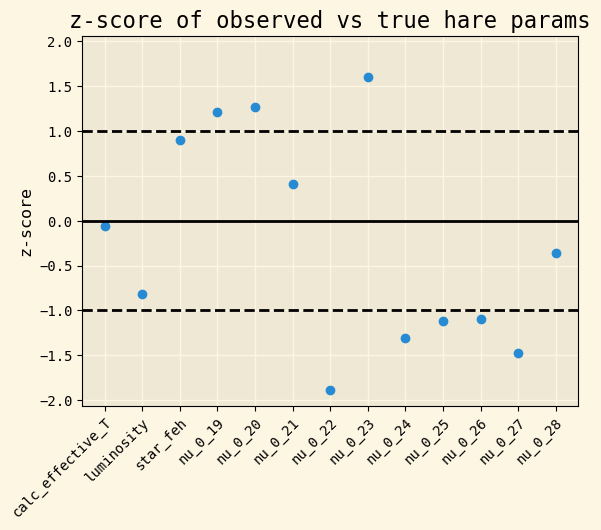 z-score of observed vs true hare params
z-score
2.0
1.5
1.0
0.5
0.0
−0.5
−1.0
−1.5
−2.0
calc_effective_T
luminosity
star_feh
nu_0_19
nu_0_20
nu_0_21
nu_0_22
nu_0_23
nu_0_24
nu_0_25
nu_0_26
nu_0_27
nu_0_28